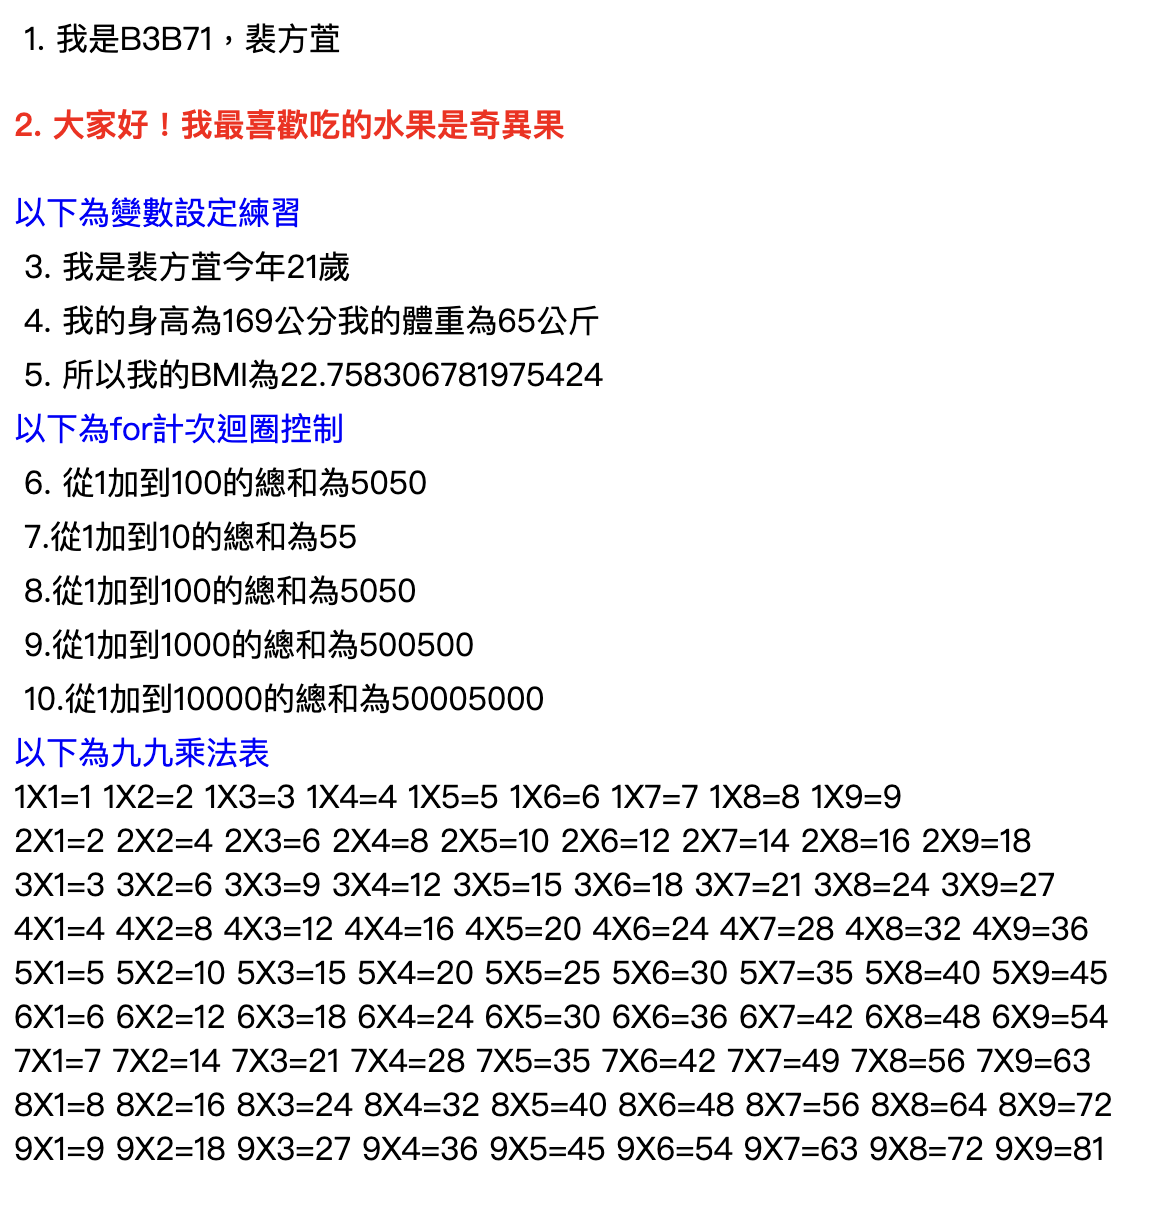 1. 我是B3B71，裴方萓
2. 大家好！我最喜歡吃的水果是奇異果
以下為變數設定練習
3. 我是裴方萓今年21歲
4. 我的身高為169公分我的體重為65公斤
5. 所以我的BMI為22.758306781975424
以下為for計次迴圈控制
6. 從1加到100的總和為5050
7.從1加到10的總和為55
8.從1加到100的總和為5050
9.從1加到1000的總和為500500
10.從1加到10000的總和為50005000
以下為九九乘法表
1X1=1 1X2=2 1X3=3 1X4=4 1X5=5 1X6=6 1X7=7 1X8=8 1X9=9
2X1=2 2X2=4 2X3=6 2X4=8 2X5=10 2X6=12 2X7=14 2X8=16 2X9=18
3X1=3 3X2=6 3X3=9 3X4=12 3X5=15 3X6=18 3X7=21 3X8=24 3X9=27
4X1=4 4X2=8 4X3=12 4X4=16 4X5=20 4X6=24 4X7=28 4X8=32 4X9=36
5X1=5 5X2=10 5X3=15 5X4=20 5X5=25 5X6=30 5X7=35 5X8=40 5X9=45
6X1=6 6X2=12 6X3=18 6X4=24 6X5=30 6X6=36 6X7=42 6X8=48 6X9=54
7X1=7 7X2=14 7X3=21 7X4=28 7X5=35 7X6=42 7X7=49 7X8=56 7X9=63
8X1=8 8X2=16 8X3=24 8X4=32 8X5=40 8X6=48 8X7=56 8X8=64 8X9=72
9X1=9 9X2=18 9X3=27 9X4=36 9X5=45 9X6=54 9X7=63 9X8=72 9X9=81